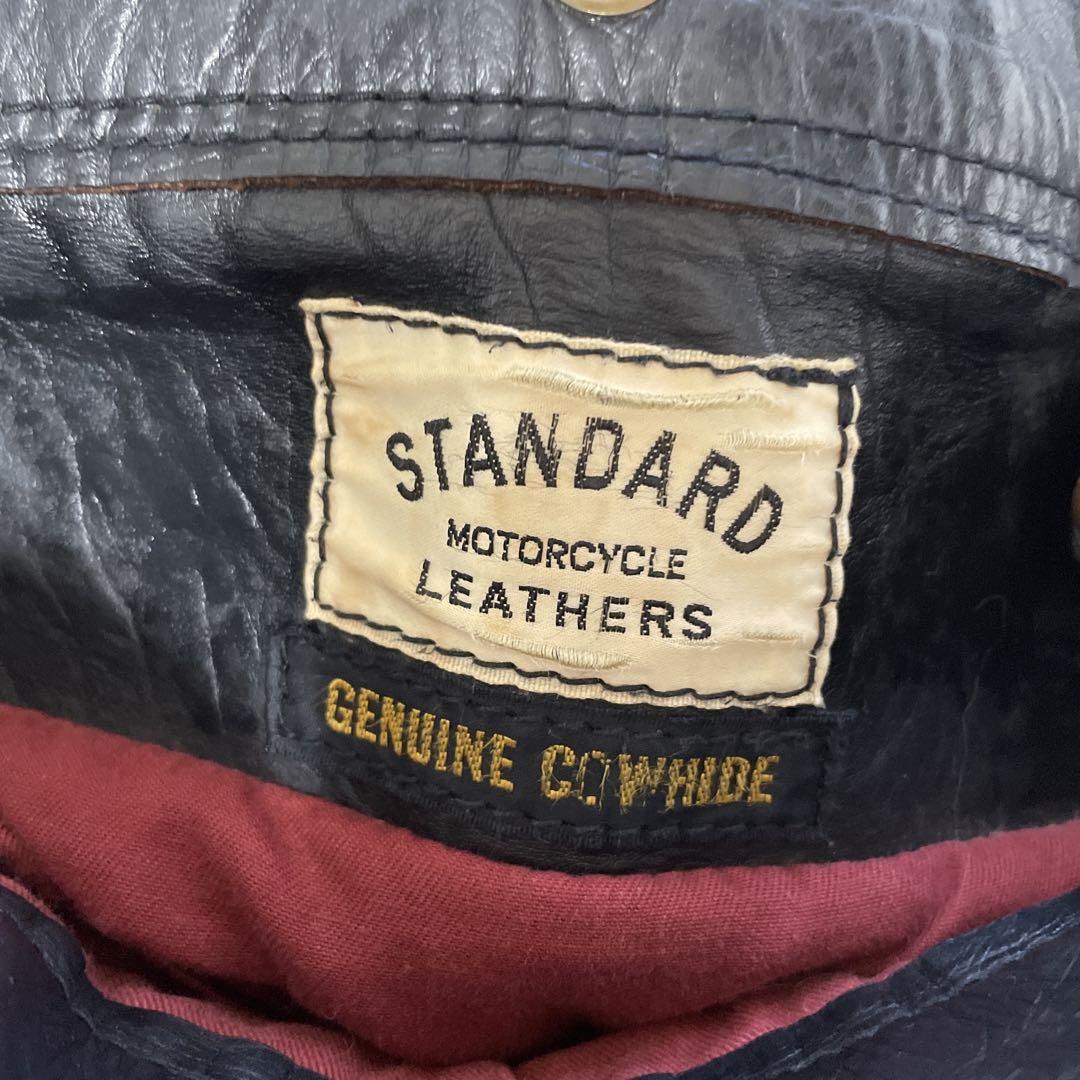 STANDARD
MOTORCYCLE
LEATHERS
GENUINE COWHIDE